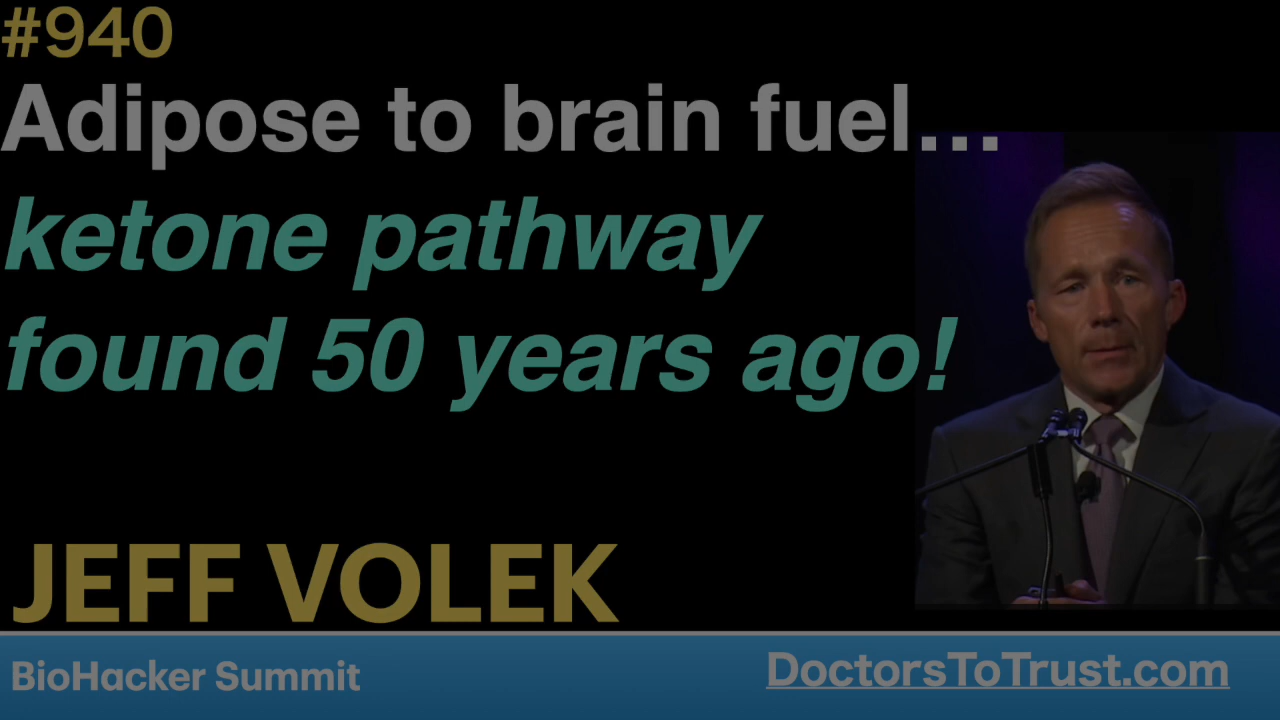 #940
Adipose to brain fuel...
ketone pathway
found 50 years ago!
JEFF VOLEK
BioHacker Summit
DoctorsToTrust.com